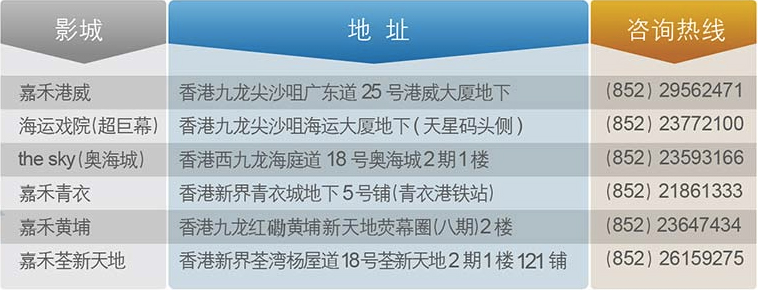 影城 地 址 咨询热线
嘉禾港威 香港九龙尖沙咀广东道 25 号港威大厦地下 (852) 29562471
海运戏院(超巨幕) 香港九龙尖沙咀海运大厦地下 ( 天星码头侧 ) (852) 23772100
the sky(奥海城) 香港西九龙海庭道 18 号奥海城 2 期 1 楼 (852) 23593166
嘉禾青衣 香港新界青衣城地下 5 号铺(青衣港铁站) (852) 21861333
嘉禾黄埔 香港九龙红磡黄埔新天地荧幕圈(八期)2 楼 (852) 23647434
嘉禾荃新天地 香港新界荃湾杨屋道18号荃新天地 2 期 1 楼 121 铺 (852) 26159275